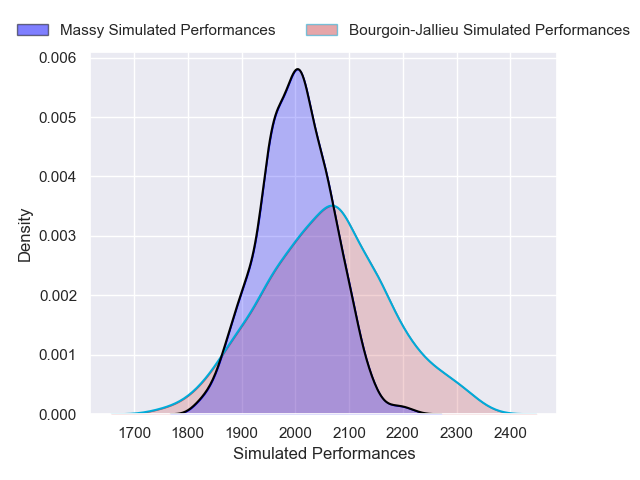 Massy Simulated Performances
Bourgoin-Jallieu Simulated Performances
0.006
0.005
0.004
0.003
0.002
0.001
0.000
Density
1700 1800 1900 2000 2100 2200 2300 2400
Simulated Performances